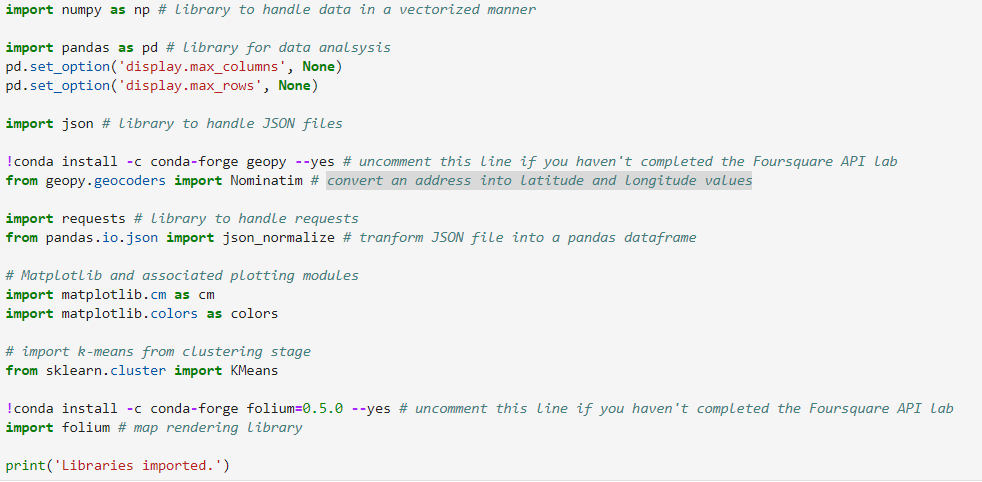 import numpy as np # library to handle data in a vectorized manner
import pandas as pd # library for data analsysis
pd.set_option('display.max_columns', None)
pd.set_option('display.max_rows', None)
import json # library to handle JSON files
!conda install -c conda-forge geopy --yes # uncomment this line if you haven't completed the Foursquare API lab
from geopy.geocoders import Nominatim # convert an address into latitude and longitude values
import requests # library to handle requests
from pandas.io.json import json_normalize # tranform JSON file into a pandas dataframe
# Matplotlib and associated plotting modules
import matplotlib.cm as cm
import matplotlib.colors as colors
# import k-means from clustering stage
from sklearn.cluster import KMeans
!conda install -c conda-forge folium=0.5.0 --yes # uncomment this line if you haven't completed the Foursquare API lab
import folium # map rendering library
print('Libraries imported.')